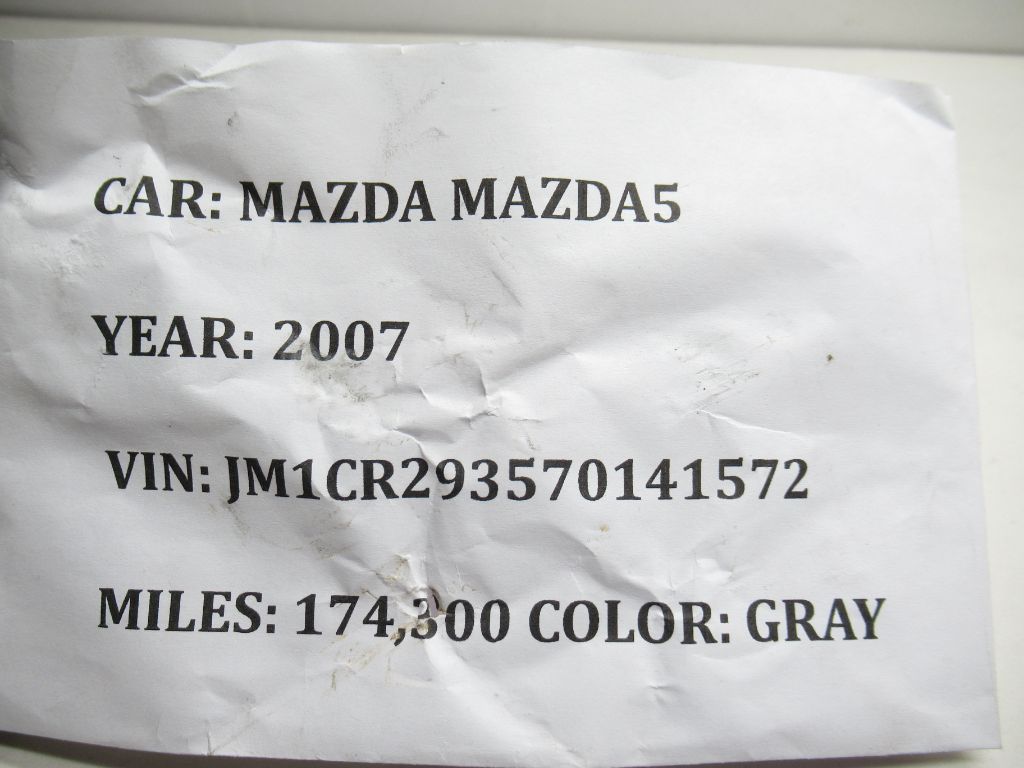 CAR: MAZDA MAZDA5
YEAR: 2007
VIN: JM1CR293570141572
MILES: 174,300 COLOR: GRAY